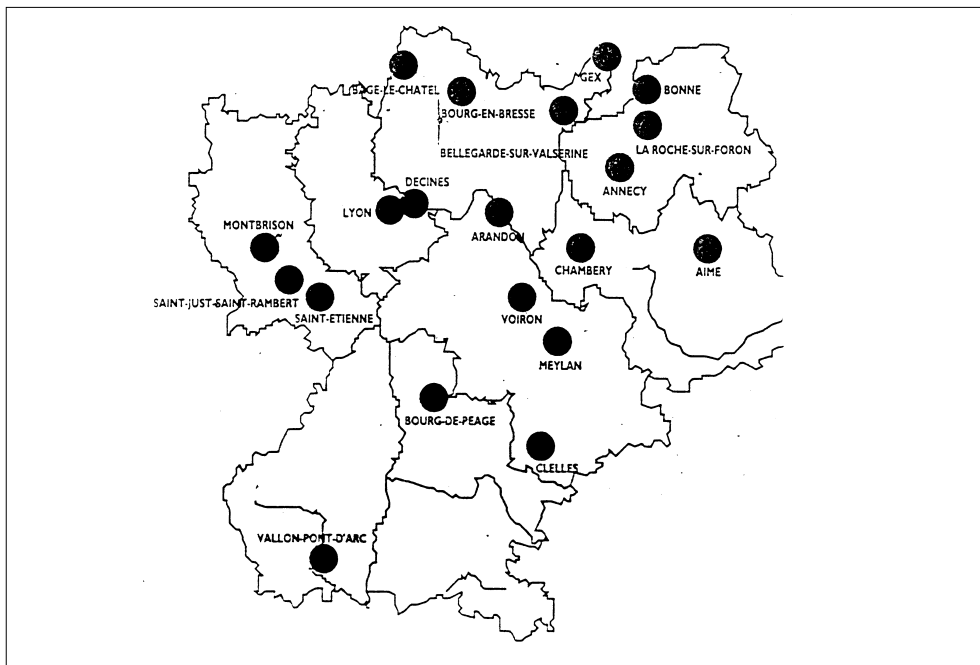 GEX
BAGE-LE-CHATEL
BONNE
BOURG-EN-BRESSE
BELLEGARDE-SUR-VALSERINE
LA ROCHE-SUR-FORON
ANNECY
DECINES
LYON
ARANDON
MONTBRISON
CHAMBERY
AIME
SAINT-JUST-SAINT-RAMBERT
SAINT-ETIENNE
VOIRON
MEYLAN
BOURG-DE-PEAGE
CLELLES
VALLON-PONT-D'ARC